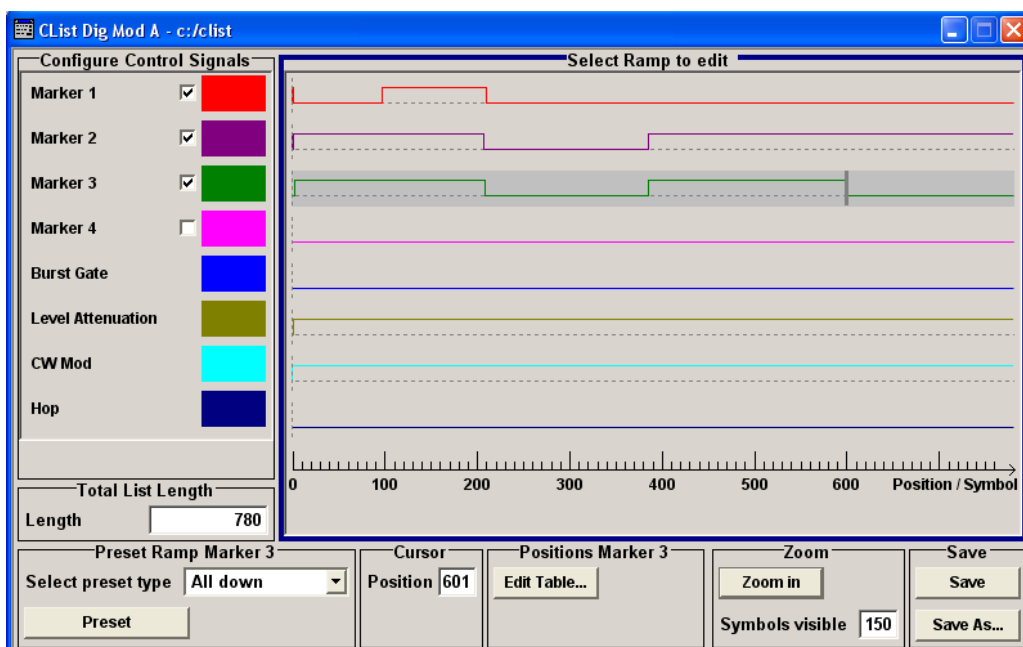 CList Dig Mod A - c:/clist
Configure Control Signals
Marker 1
Marker 2
Marker 3
Marker 4
Burst Gate
Level Attenuation
CW Mod
Hop
Select Ramp to edit
0 100 200 300 400 500 600 Position / Symbol
Total List Length
Length 780
Preset Ramp Marker 3
Select preset type All down
Preset
Cursor
Position 601
Positions Marker 3
Edit Table...
Zoom
Zoom in
Symbols visible 150
Save
Save
Save As...